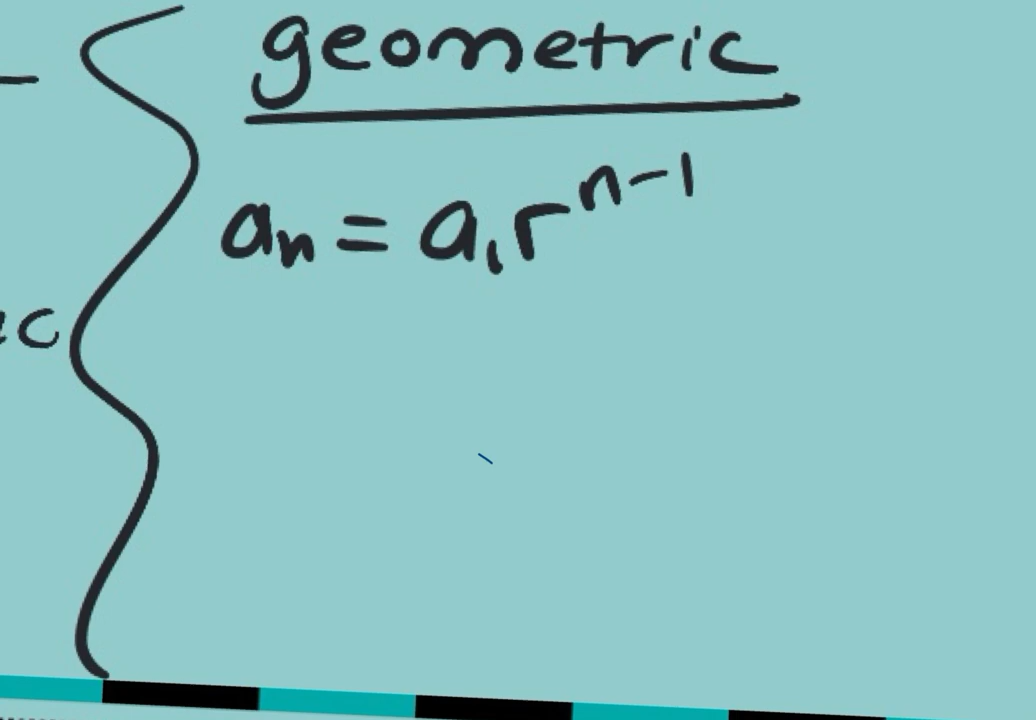 geometric
aₙ = a₁rⁿ⁻¹